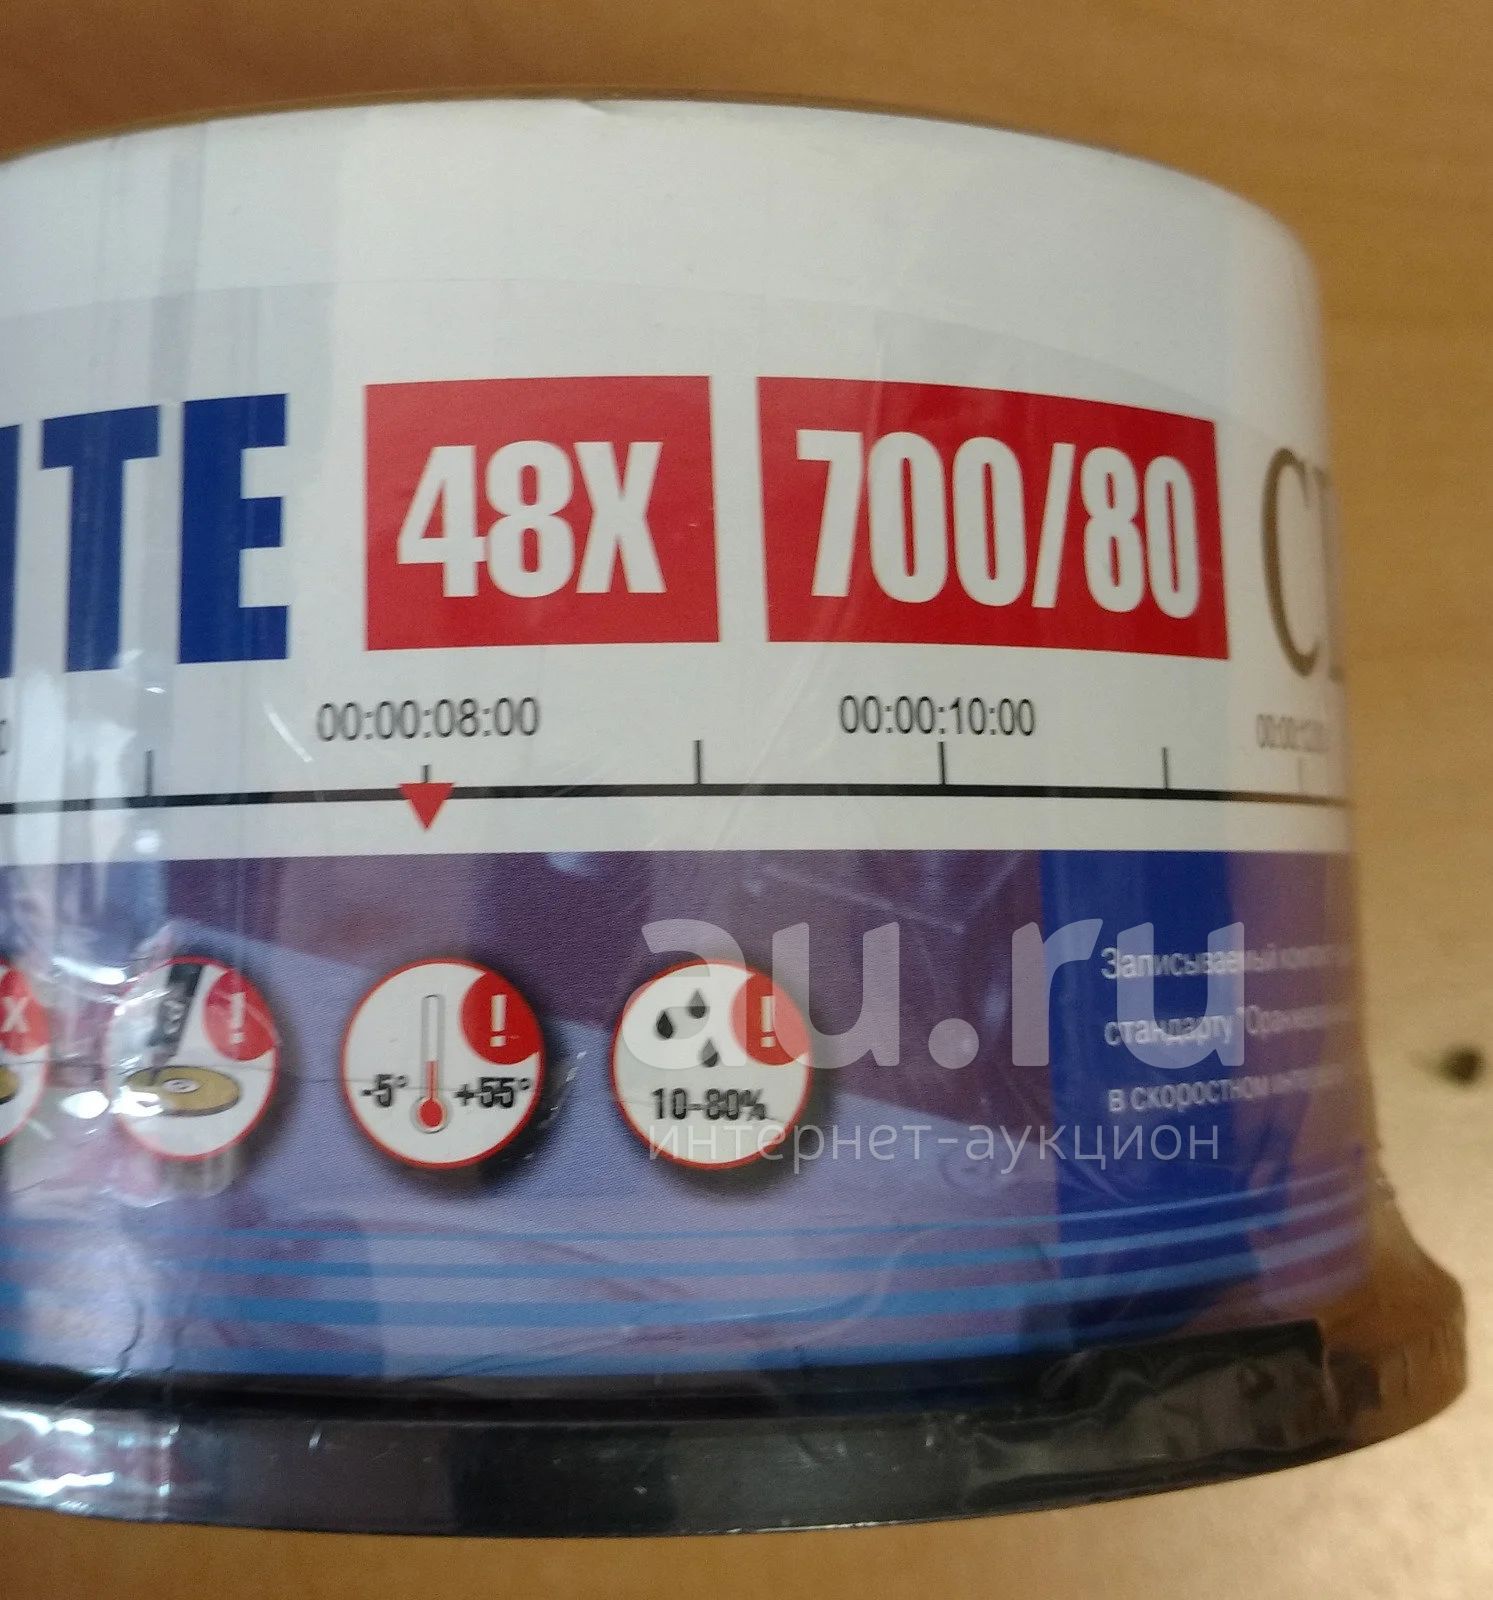 ITE 48X 700/80
00:00:08:00 00:00:10:00
x ! ! !
-5° +55° 10-80%
Записываемый
стандарту "Оранжевая
в скоростном
au.ru
интернет-аукцион